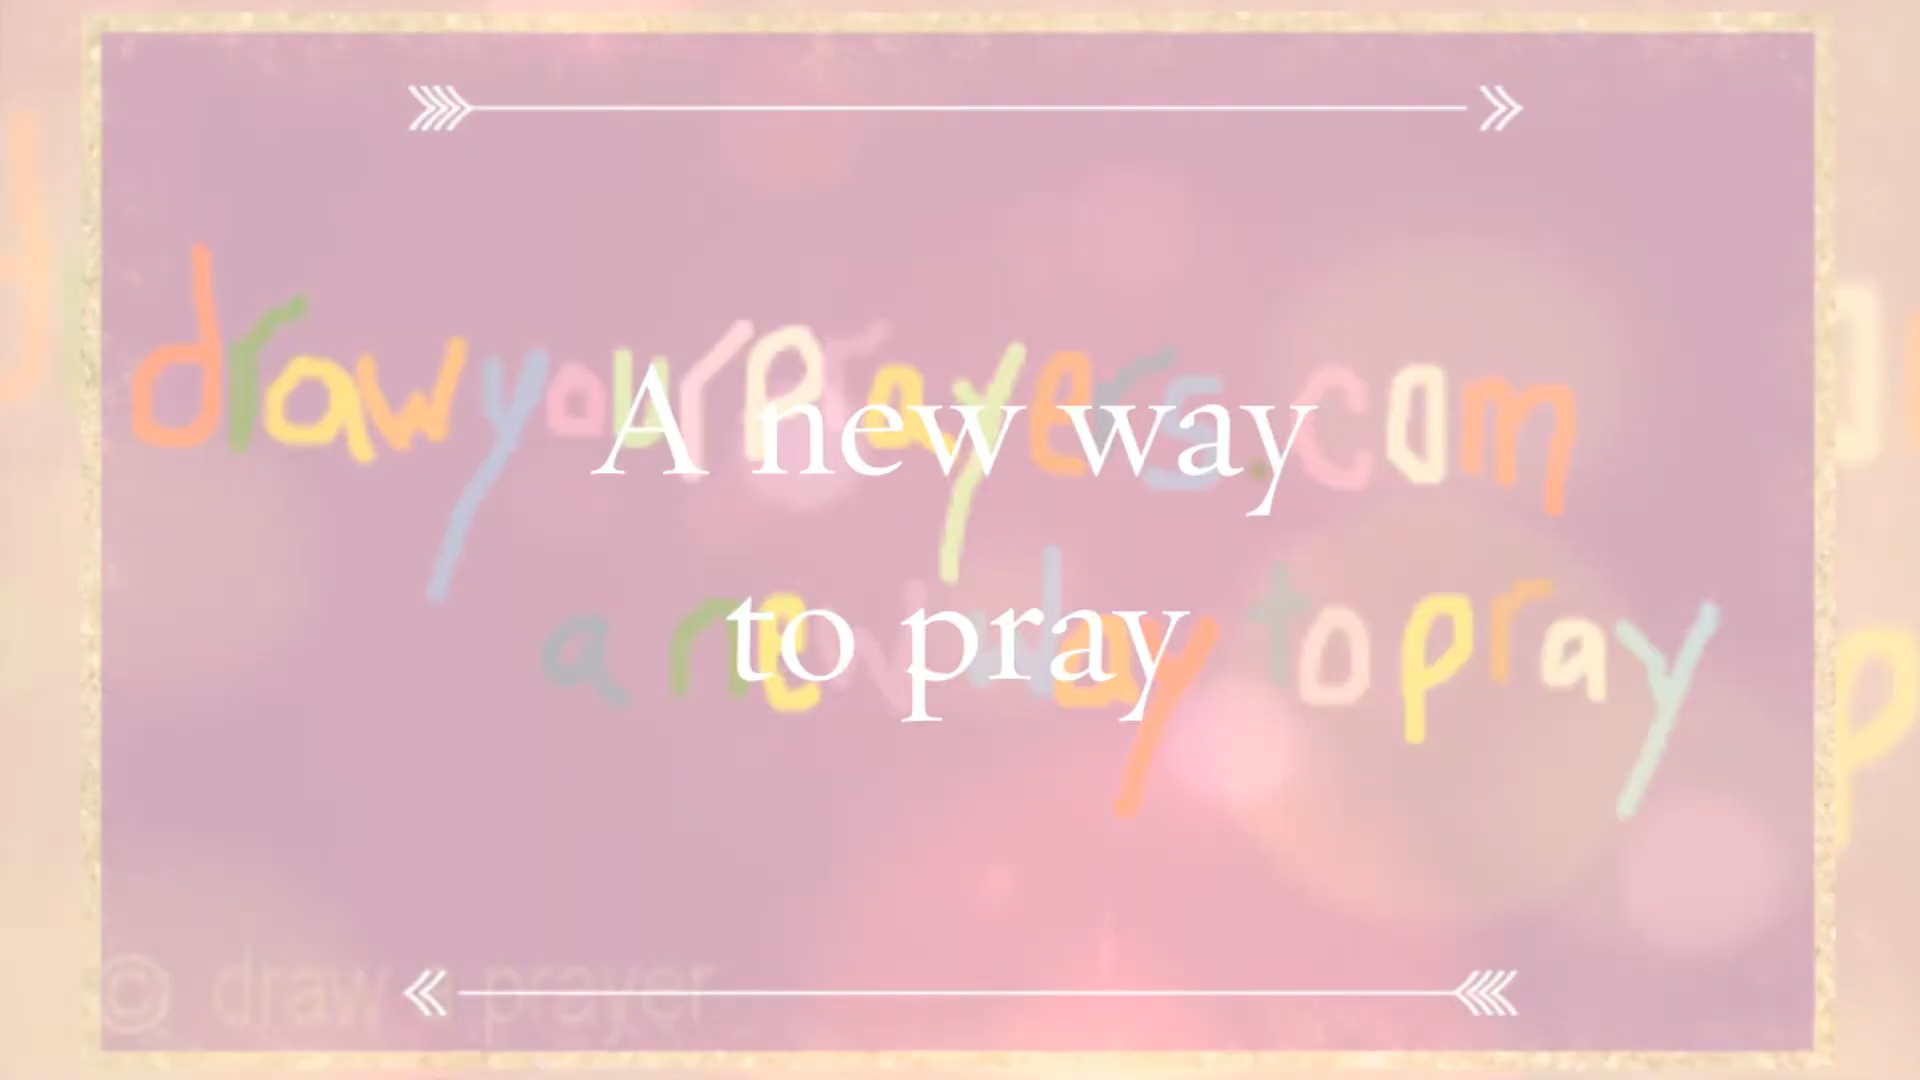 drawyourprayers.com
A new way
a new way to pray
to pray
© draw prayer